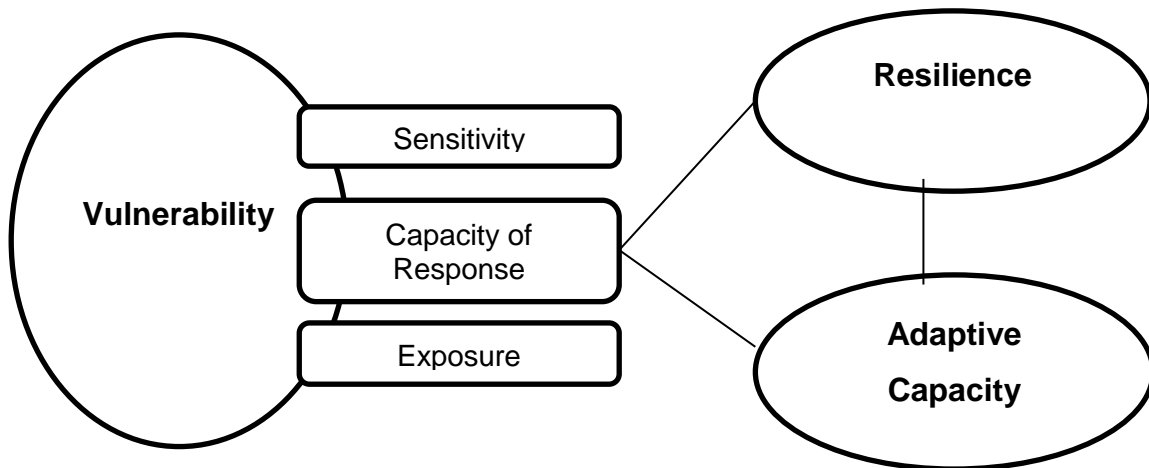 Vulnerability
Sensitivity
Capacity of
Response
Exposure
Resilience
Adaptive
Capacity